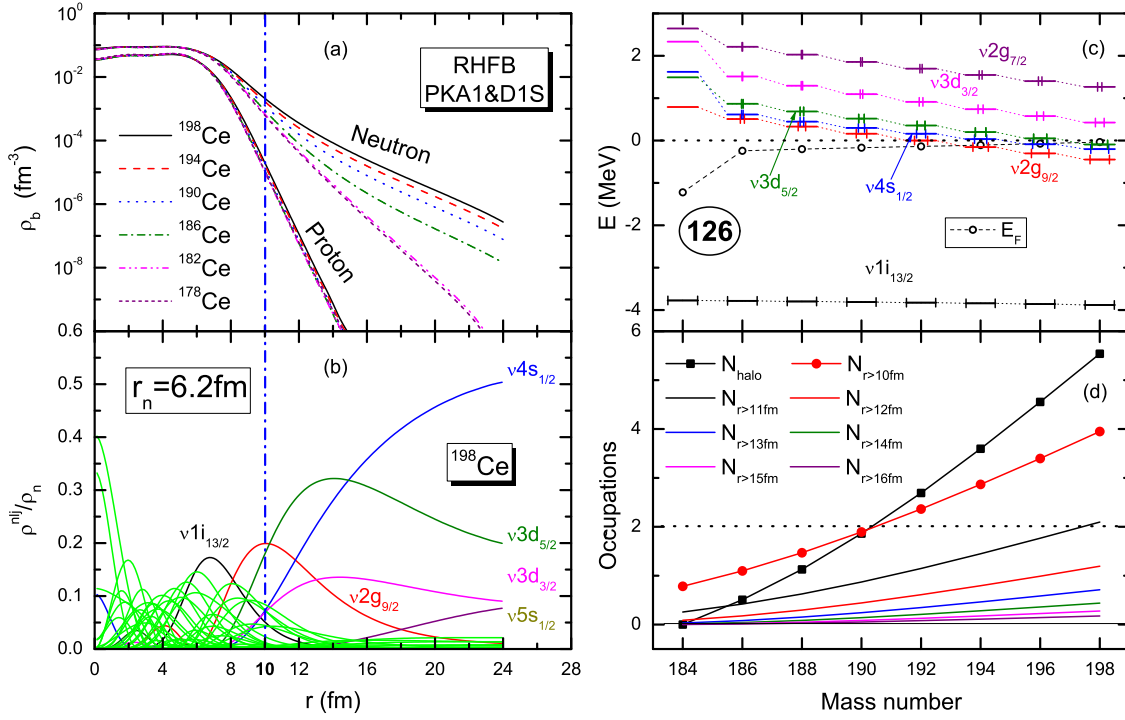 10⁰
10⁻²
10⁻⁴
10⁻⁶
10⁻⁸
0.6
ρ_b (fm⁻³)
(a)
RHFB
PKA1&D1S
¹⁹⁸Ce
¹⁹⁴Ce
¹⁹⁰Ce
¹⁸⁶Ce
¹⁸²Ce
¹⁷⁸Ce
Neutron
Proton
0.5
0.4
0.3
0.2
0.1
0.0
ρ^nlj/ρ_n
(b)
r_n=6.2fm
ν4s_1/2
¹⁹⁸Ce
ν3d_5/2
ν1i_13/2
ν2g_9/2
ν3d_3/2
ν5s_1/2
0 4 8 10 12 16 20 24 28
r (fm)
2
0
-2
-4
E (MeV)
(c)
ν2g_7/2
ν3d_3/2
ν3d_5/2
ν4s_1/2
ν2g_9/2
126
E_F
ν1i_13/2
6
4
2
0
Occupations
(d)
N_halo N_r>10fm
N_r>11fm N_r>12fm
N_r>13fm N_r>14fm
N_r>15fm N_r>16fm
184 186 188 190 192 194 196 198
Mass number